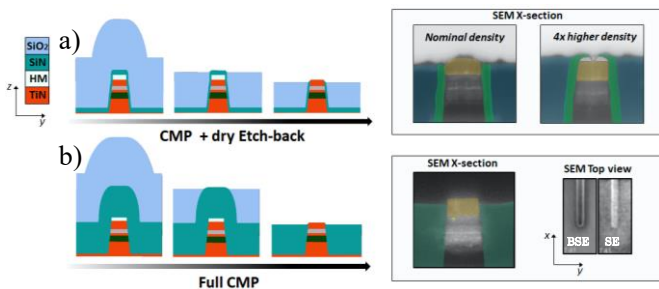 a)
SiO₂
SiN
HM
TiN
z
y
CMP + dry Etch-back
SEM X-section
Nominal density
4x higher density
b)
Full CMP
SEM X-section
SEM Top view
BSE
SE
x
y